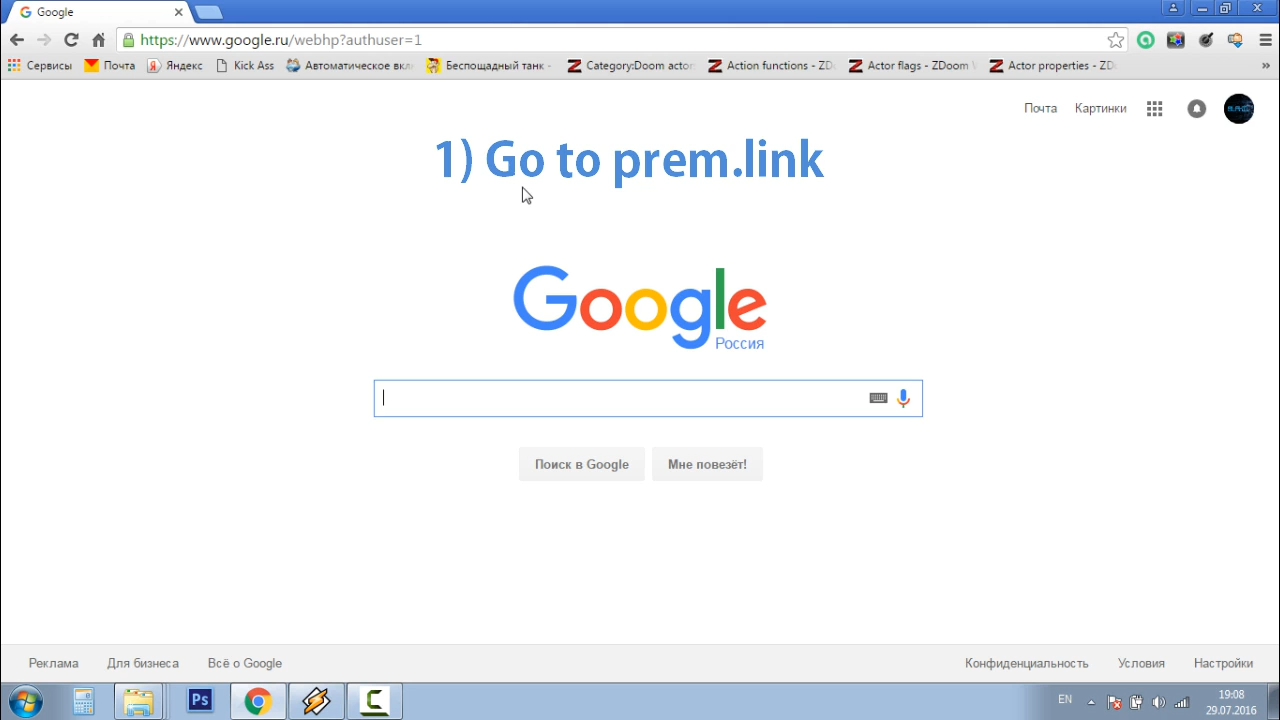 Google
https://www.google.ru/webhp?authuser=1
Сервисы Почта Яндекс Kick Ass Автоматическое вкл Беспощадный танк - Category:Doom actor Action functions - ZD Actor flags - ZDoom W Actor properties - ZD »
Почта Картинки
1) Go to prem.link
Google
Россия
Поиск в Google Мне повезёт!
Реклама Для бизнеса Всё о Google Конфиденциальность Условия Настройки
Ps EN 19:08
29.07.2016